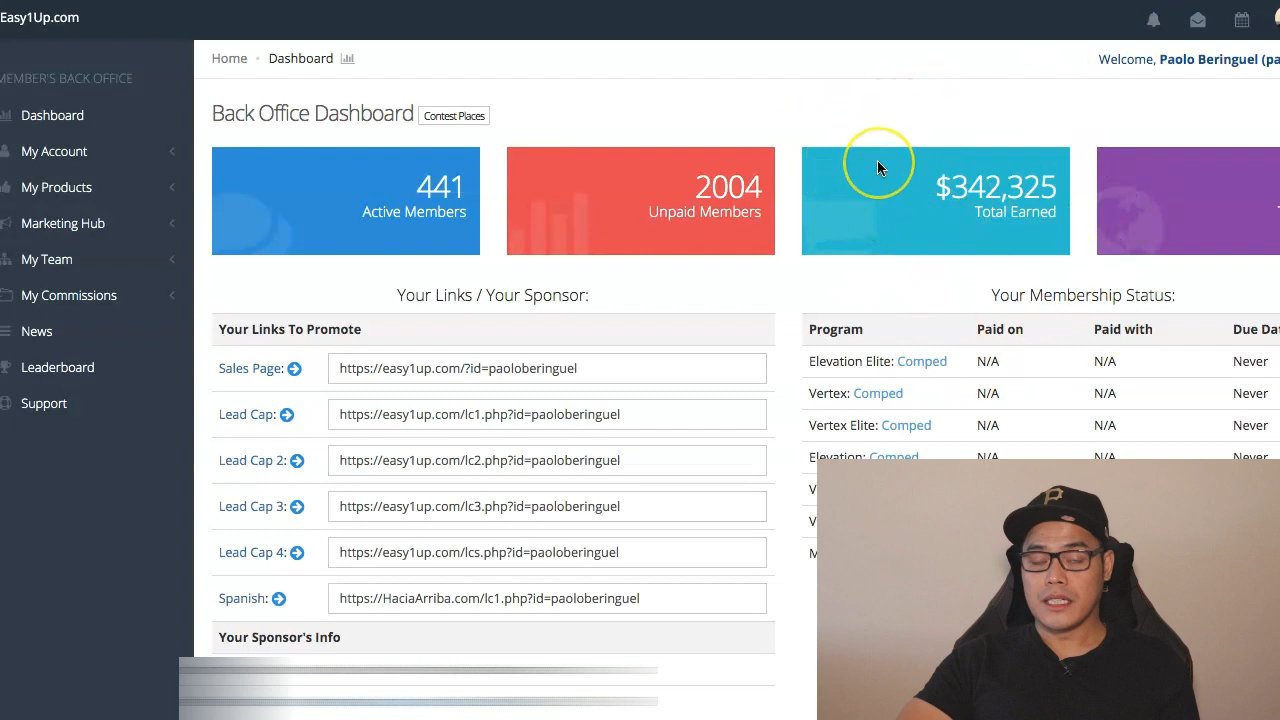 Easy1Up.com
MEMBER'S BACK OFFICE
Dashboard
My Account
My Products
Marketing Hub
My Team
My Commissions
News
Leaderboard
Support
Home • Dashboard
Welcome, Paolo Beringuel (pa
Back Office Dashboard Contest Places
441
Active Members
2004
Unpaid Members
$342,325
Total Earned
Your Links / Your Sponsor:
Your Links To Promote
Sales Page: https://easy1up.com/?id=paoloberinguel
Lead Cap: https://easy1up.com/lc1.php?id=paoloberinguel
Lead Cap 2: https://easy1up.com/lc2.php?id=paoloberinguel
Lead Cap 3: https://easy1up.com/lc3.php?id=paoloberinguel
Lead Cap 4: https://easy1up.com/lcs.php?id=paoloberinguel
Spanish: https://HaciaArriba.com/lc1.php?id=paoloberinguel
Your Sponsor's Info
Your Membership Status:
Program Paid on Paid with Due Da
Elevation Elite: Comped N/A N/A Never
Vertex: Comped N/A N/A Never
Vertex Elite: Comped N/A N/A Never
Elevation: Comped N/A N/A Never
V
V
M
P